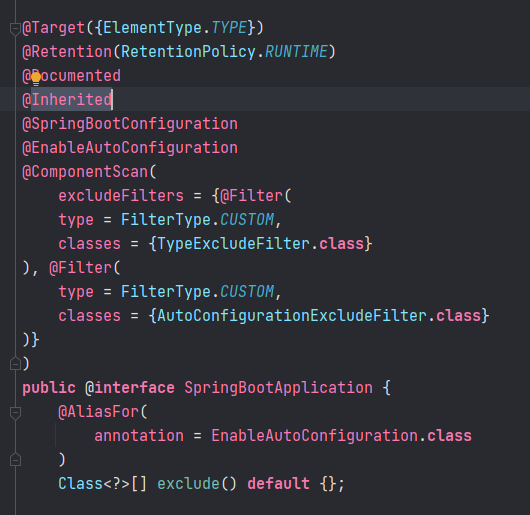 @Target({ElementType.TYPE})
@Retention(RetentionPolicy.RUNTIME)
@Documented
@Inherited
@SpringBootConfiguration
@EnableAutoConfiguration
@ComponentScan(
    excludeFilters = {@Filter(
    type = FilterType.CUSTOM,
    classes = {TypeExcludeFilter.class}
), @Filter(
    type = FilterType.CUSTOM,
    classes = {AutoConfigurationExcludeFilter.class}
)}
)
public @interface SpringBootApplication {
    @AliasFor(
        annotation = EnableAutoConfiguration.class
    )
    Class<?>[] exclude() default {};